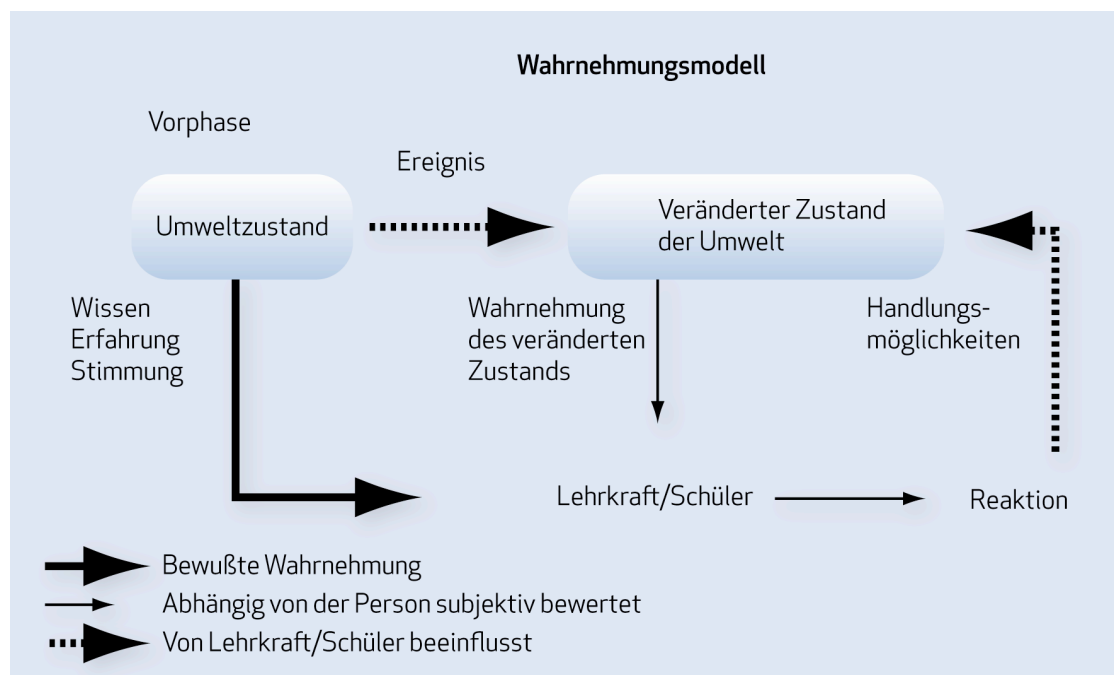 Wahrnehmungsmodell
Vorphase
Ereignis
Umweltzustand
Veränderter Zustand
der Umwelt
Wissen
Erfahrung
Stimmung
Wahrnehmung
des veränderten
Zustands
Handlungs-
möglichkeiten
Lehrkraft/Schüler
Reaktion
Bewußte Wahrnehmung
Abhängig von der Person subjektiv bewertet
Von Lehrkraft/Schüler beeinflusst